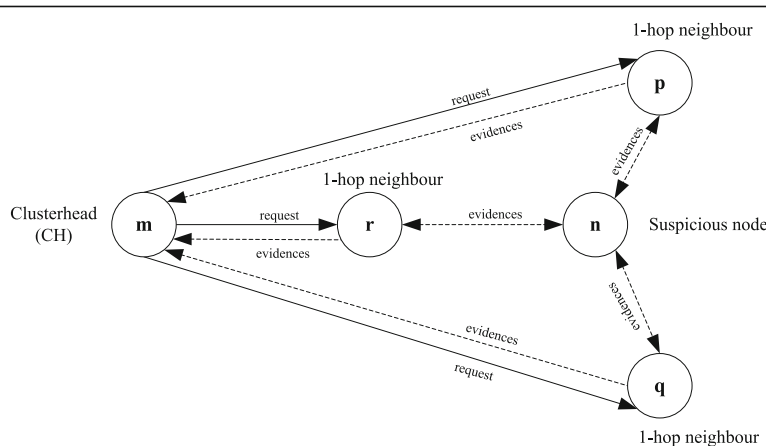 1-hop neighbour
p
request
evidences
evidences
1-hop neighbour
Clusterhead
(CH)
m
request
r
evidences
n
Suspicious node
evidences
evidences
evidences
request
q
1-hop neighbour